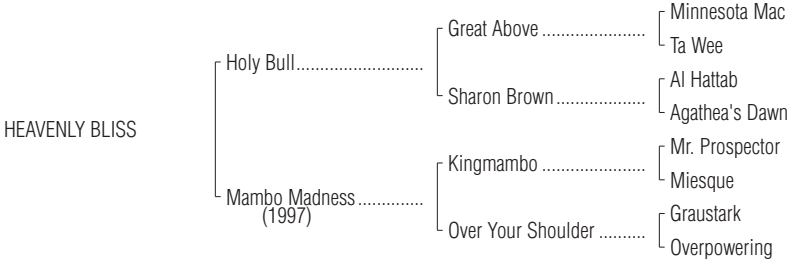 Minnesota Mac
Great Above ......................
Ta Wee
Holy Bull...........................
Al Hattab
Sharon Brown ...................
Agathea's Dawn
HEAVENLY BLISS
Mr. Prospector
Kingmambo ......................
Miesque
Mambo Madness ..............
(1997)
Graustark
Over Your Shoulder ..........
Overpowering